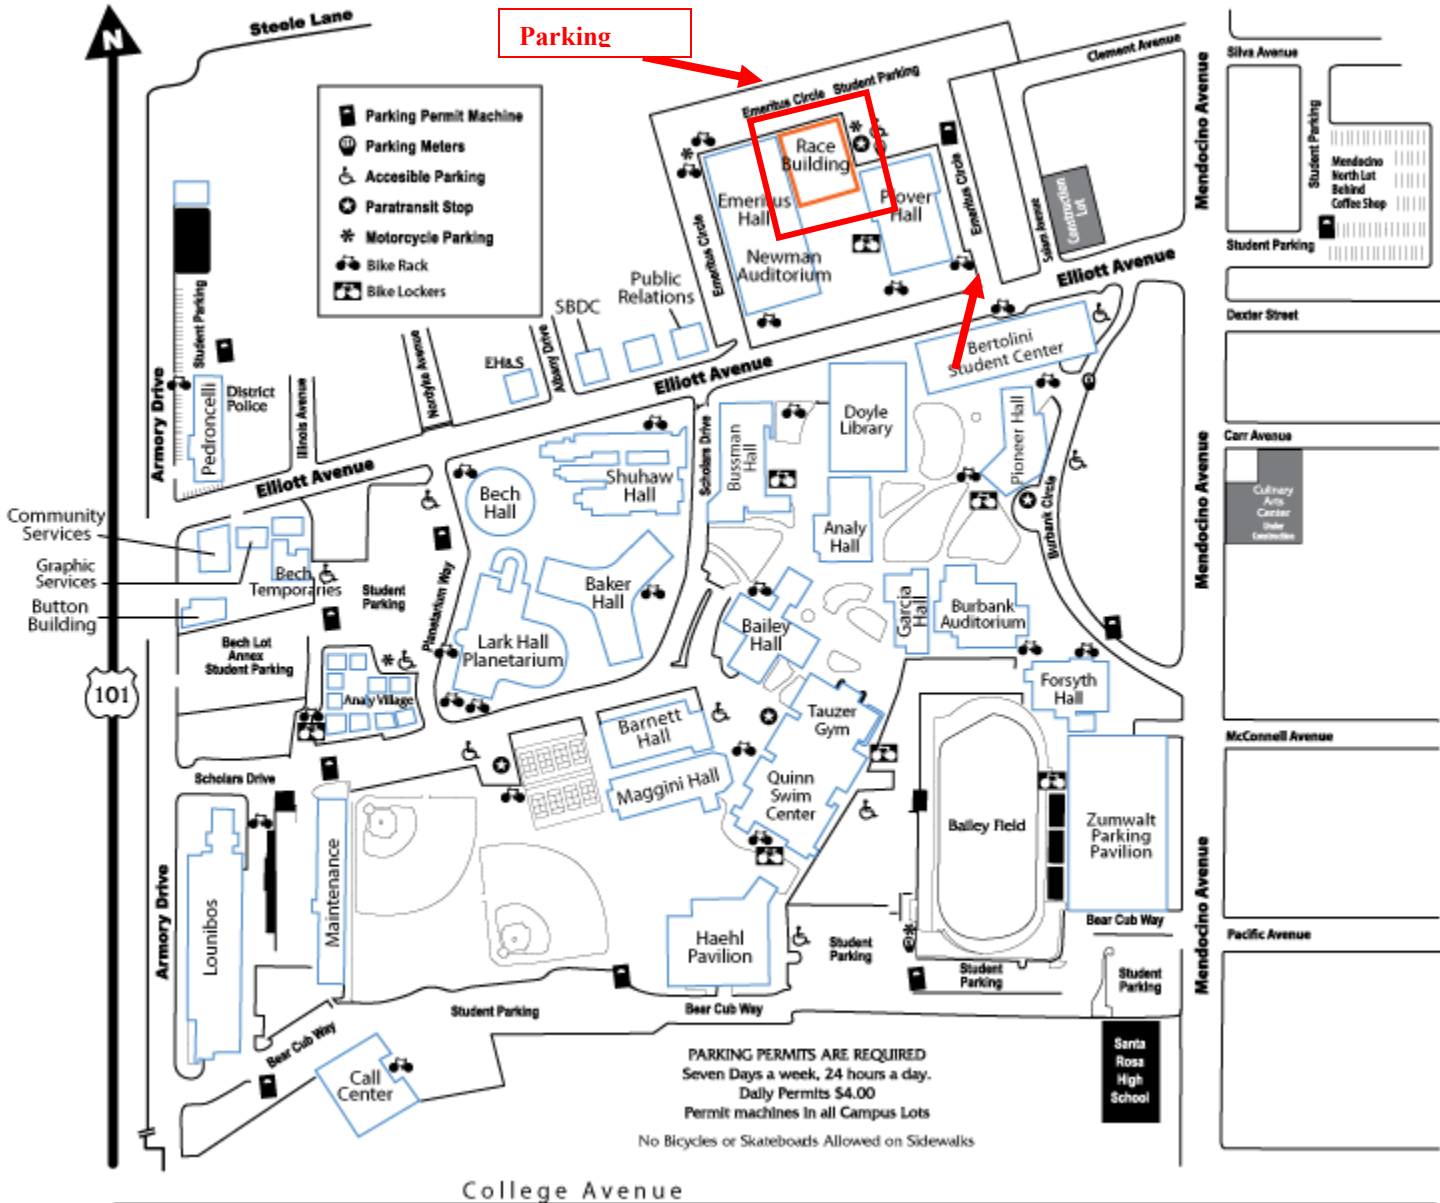 Steele Lane
N
Parking
Parking Permit Machine
Parking Meters
Accesible Parking
Paratransit Stop
Motorcycle Parking
Bike Rack
Bike Lockers
Emeritus Circle
Student Parking
Clement Avenue
Silva Avenue
Mendocino Avenue
Student Parking
Mendocino
North Lot
Behind
Coffee Shop
Student Parking
Dexter Street
Race
Building
Emeritus
Hall
Plover
Hall
Newman
Auditorium
Emeritus Circle
Emeritus Circle
Salem Avenue
Construction
Lot
Elliott Avenue
Public
Relations
SBDC
EH&S
Albany Drive
Nordyke Avenue
Illinois Avenue
Student Parking
Armory Drive
Pedroncelli
District
Police
Elliott Avenue
Elliott Avenue
Bertolini
Student Center
Doyle
Library
Pioneer Hall
Scholars Drive
Bussman
Hall
Shuhaw
Hall
Bech
Hall
Analy
Hall
Burbank Circle
Mendocino Avenue
Carr Avenue
Culinary
Arts
Center
Under
Construction
Community
Services
Graphic
Services
Button
Building
Bech
Temporaries
Student
Parking
Planetarium Way
Baker
Hall
Lark Hall
Planetarium
Bailey
Hall
Garcia
Hall
Burbank
Auditorium
Bech Lot
Annex
Student Parking
101
Analy Village
Forsyth
Hall
Barnett
Hall
Tauzer
Gym
Maggini Hall
Quinn
Swim
Center
McConnell Avenue
Scholars Drive
Bailey Field
Zumwalt
Parking
Pavilion
Mendocino Avenue
Armory Drive
Lounibos
Maintenance
Haehl
Pavilion
Student
Parking
Bear Cub Way
Pacific Avenue
Student
Parking
Student
Parking
Student Parking
Bear Cub Way
Bear Cub Way
Call
Center
Santa
Rosa
High
School
PARKING PERMITS ARE REQUIRED
Seven Days a week, 24 hours a day.
Daily Permits $4.00
Permit machines in all Campus Lots
No Bicycles or Skateboads Allowed on Sidewalks
College Avenue